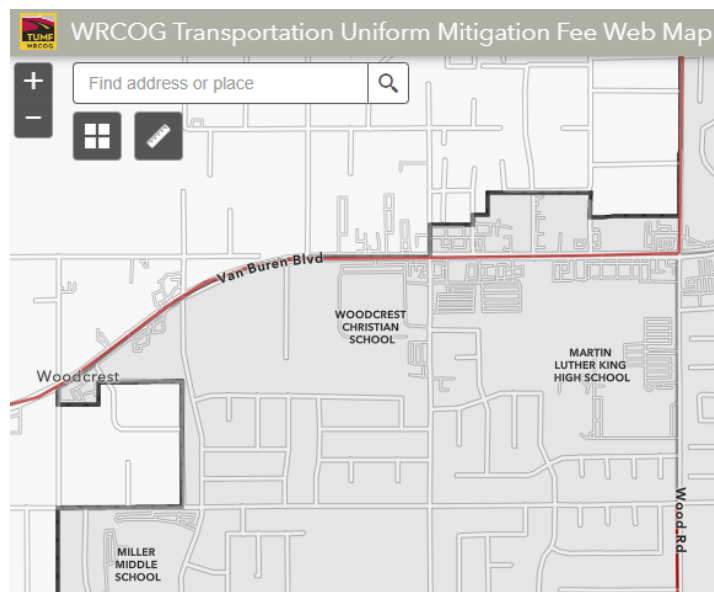 TUMF
WRCOG
WRCOG Transportation Uniform Mitigation Fee Web Map
+
Find address or place
−
Van Buren Blvd
WOODCREST
CHRISTIAN
SCHOOL
MARTIN
LUTHER KING
HIGH SCHOOL
Woodcrest
Wood Rd
MILLER
MIDDLE
SCHOOL